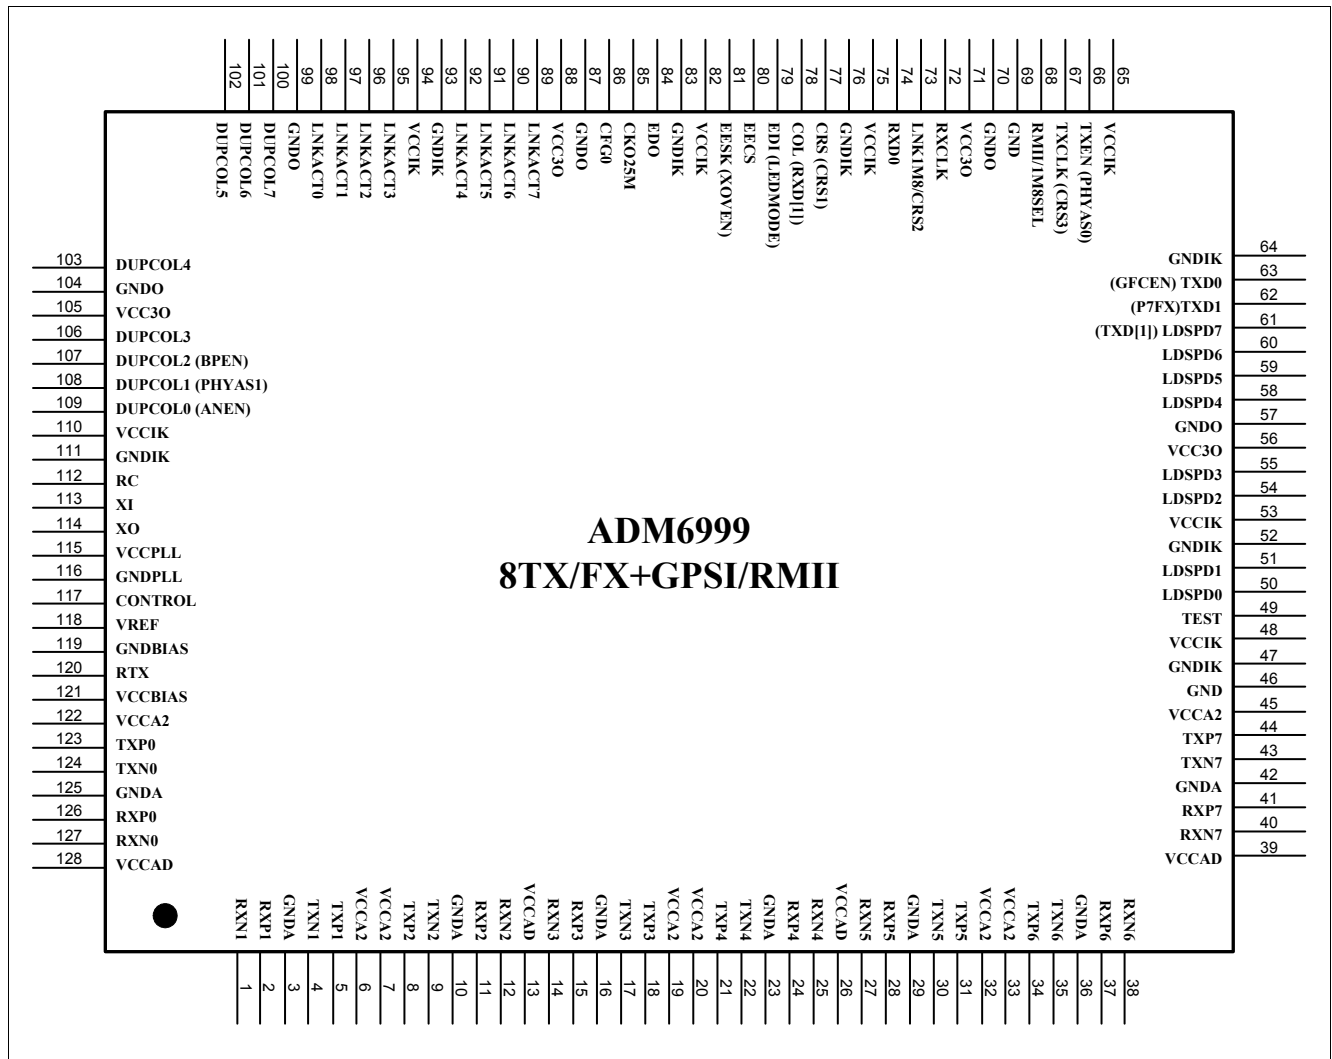 102
101
100
99
98
97
96
95
94
93
92
91
90
89
88
87
86
85
84
83
82
81
80
79
78
77
76
75
74
73
72
71
70
69
68
67
66
65
DUPCOL5
DUPCOL6
DUPCOL7
GNDO
LNKACT0
LNKACT1
LNKACT2
LNKACT3
VCCIK
GNDIK
LNKACT4
LNKACT5
LNKACT6
LNKACT7
VCC3O
GNDO
CFG0
CKO25M
EDO
GNDIK
VCCIK
EESK (XOVEN)
EECS
EDI (LEDMODE)
COL (RXD[1])
CRS (CRS1)
GNDIK
VCCIK
RXD0
LNK1M8/CRS2
RXCLK
VCC3O
GNDO
GND
RMII/1M8SEL
TXCLK (CRS3)
TXEN (PHYAS0)
VCCIK
103 DUPCOL4
104 GNDO
105 VCC3O
106 DUPCOL3
107 DUPCOL2 (BPEN)
108 DUPCOL1 (PHYAS1)
109 DUPCOL0 (ANEN)
110 VCCIK
111 GNDIK
112 RC
113 XI
114 XO
115 VCCPLL
116 GNDPLL
117 CONTROL
118 VREF
119 GNDBIAS
120 RTX
121 VCCBIAS
122 VCCA2
123 TXP0
124 TXN0
125 GNDA
126 RXP0
127 RXN0
128 VCCAD
ADM6999
8TX/FX+GPSI/RMII
GNDIK 64
(GFCEN) TXD0 63
(P7FX)TXD1 62
(TXD[1]) LDSPD7 61
LDSPD6 60
LDSPD5 59
LDSPD4 58
GNDO 57
VCC3O 56
LDSPD3 55
LDSPD2 54
VCCIK 53
GNDIK 52
LDSPD1 51
LDSPD0 50
TEST 49
VCCIK 48
GNDIK 47
GND 46
VCCA2 45
TXP7 44
TXN7 43
GNDA 42
RXP7 41
RXN7 40
VCCAD 39
RXN1
RXP1
GNDA
TXN1
TXP1
VCCA2
VCCA2
TXP2
TXN2
GNDA
RXP2
RXN2
VCCAD
RXN3
RXP3
GNDA
TXN3
TXP3
VCCA2
VCCA2
TXP4
TXN4
GNDA
RXP4
RXN4
VCCAD
RXN5
RXP5
GNDA
TXN5
TXP5
VCCA2
VCCA2
TXP6
TXN6
GNDA
RXP6
RXN6
1
2
3
4
5
6
7
8
9
10
11
12
13
14
15
16
17
18
19
20
21
22
23
24
25
26
27
28
29
30
31
32
33
34
35
36
37
38